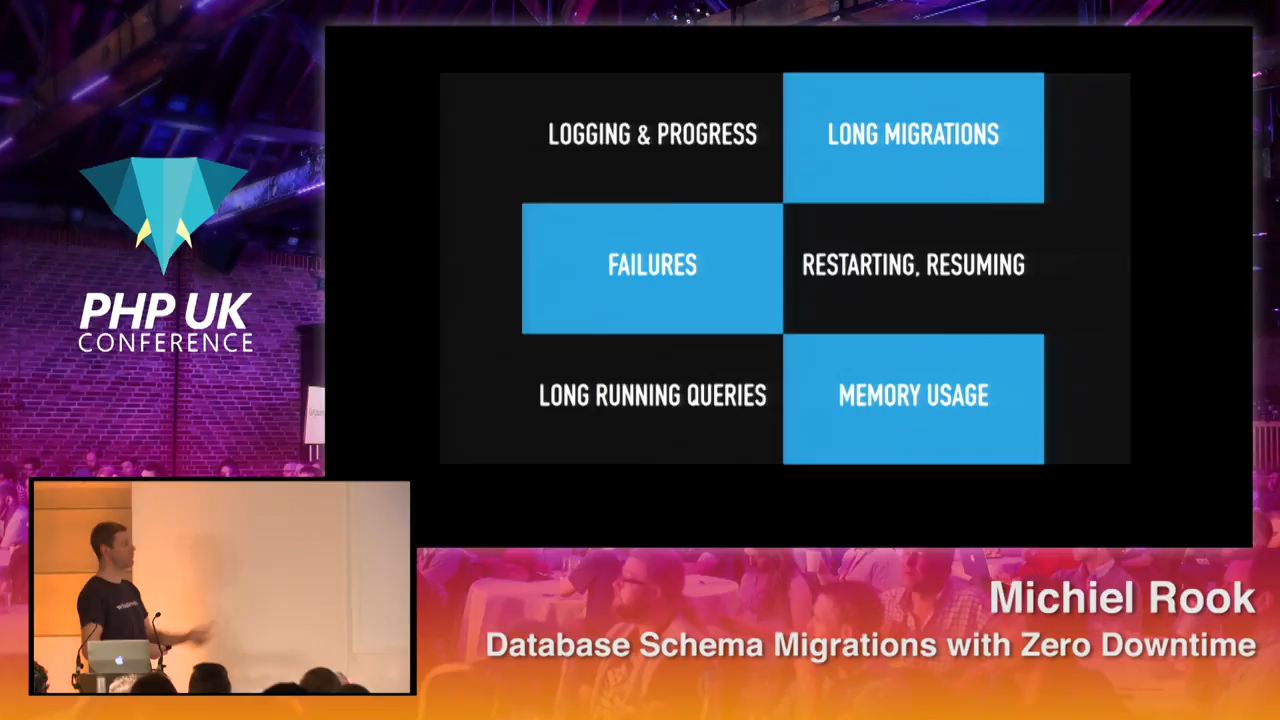 LOGGING & PROGRESS
LONG MIGRATIONS
FAILURES
RESTARTING, RESUMING
LONG RUNNING QUERIES
MEMORY USAGE
PHP UK
CONFERENCE
Michiel Rook
Database Schema Migrations with Zero Downtime